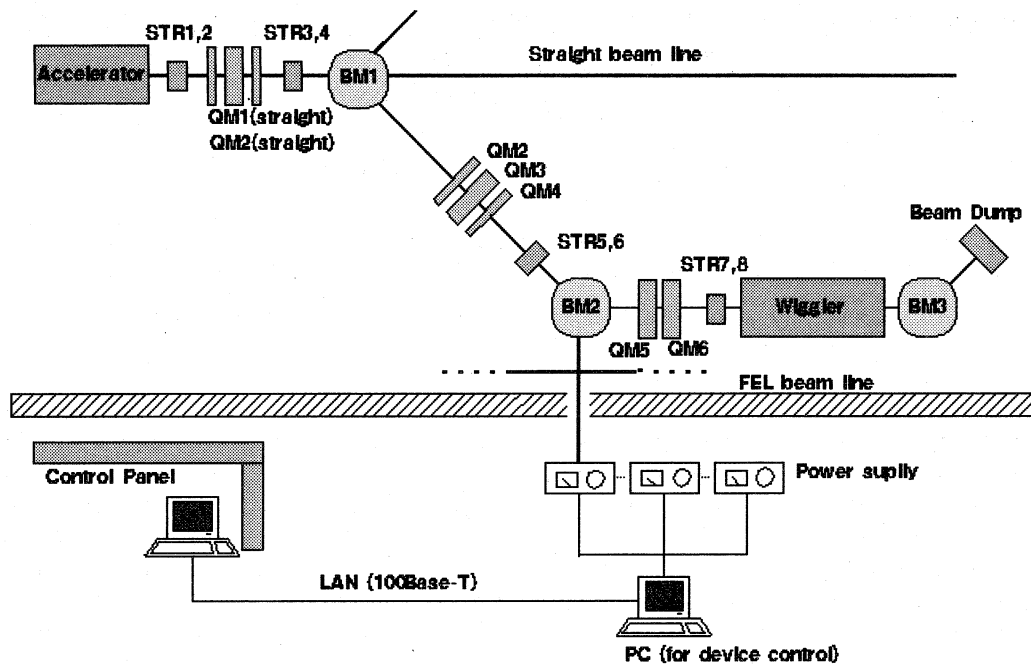 STR1,2
STR3,4
Accelerator
BM1
Straight beam line
QM1(straight)
QM2(straight)
QM2
QM3
QM4
Beam Dump
STR5,6
STR7,8
BM2
Wiggler
BM3
QM5
QM6
FEL beam line
Control Panel
Power suplly
LAN (100Base-T)
PC (for device control)